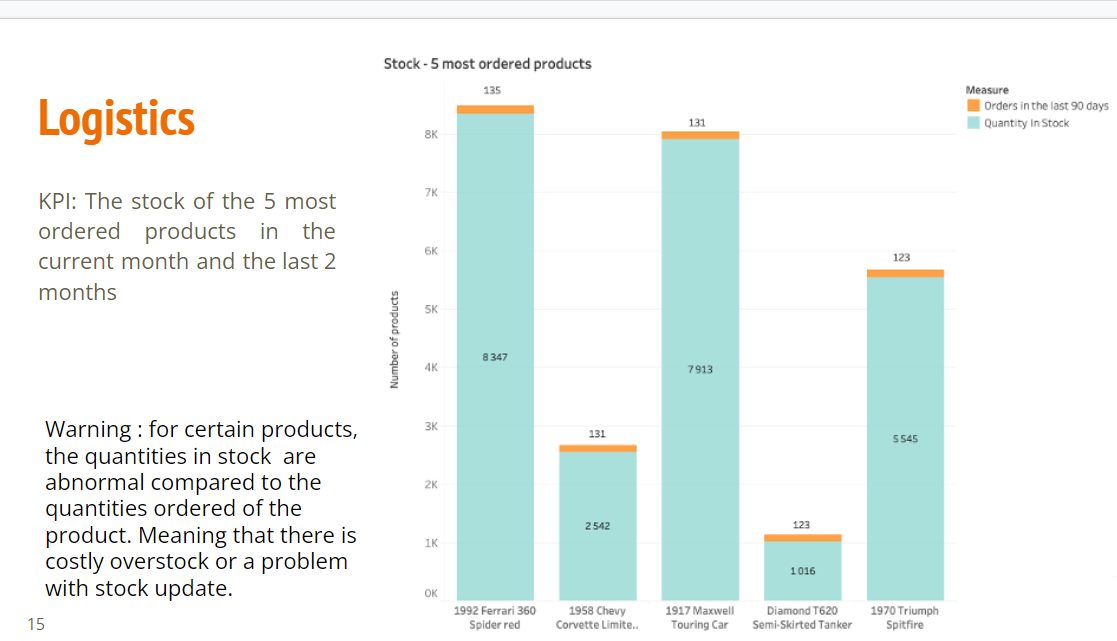 Logistics
KPI: The stock of the 5 most
ordered products in the
current month and the last 2
months
Warning : for certain products,
the quantities in stock are
abnormal compared to the
quantities ordered of the
product. Meaning that there is
costly overstock or a problem
with stock update.
15
Stock - 5 most ordered products
Number of products
8K
7K
6K
5K
4K
3K
2K
1K
0K
135
8 347
131
2 542
131
7 913
123
1 016
123
5 545
1992 Ferrari 360
Spider red
1958 Chevy
Corvette Limite..
1917 Maxwell
Touring Car
Diamond T620
Semi-Skirted Tanker
1970 Triumph
Spitfire
Measure
Orders in the last 90 days
Quantity In Stock